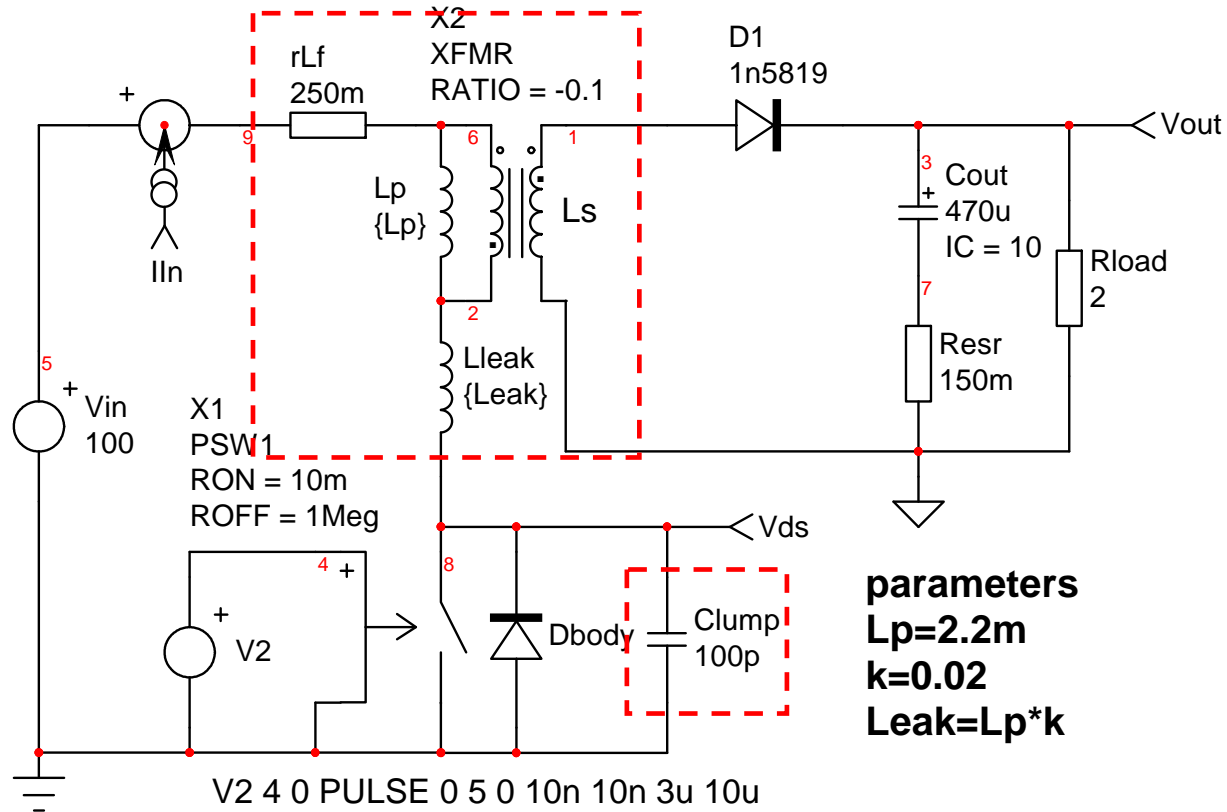 X2
XFMR
RATIO = -0.1
rLf
250m
D1
1n5819
+
9
6
1
Vout
IIn
Lp
{Lp}
Ls
3
Cout
+
470u
IC = 10
Rload
2
7
2
Resr
150m
Lleak
{Leak}
5
+
Vin
100
X1
PSW1
RON = 10m
ROFF = 1Meg
Vds
4
+
8
+
V2
Dbody
Clump
100p
parameters
Lp=2.2m
k=0.02
Leak=Lp*k
V2 4 0 PULSE 0 5 0 10n 10n 3u 10u